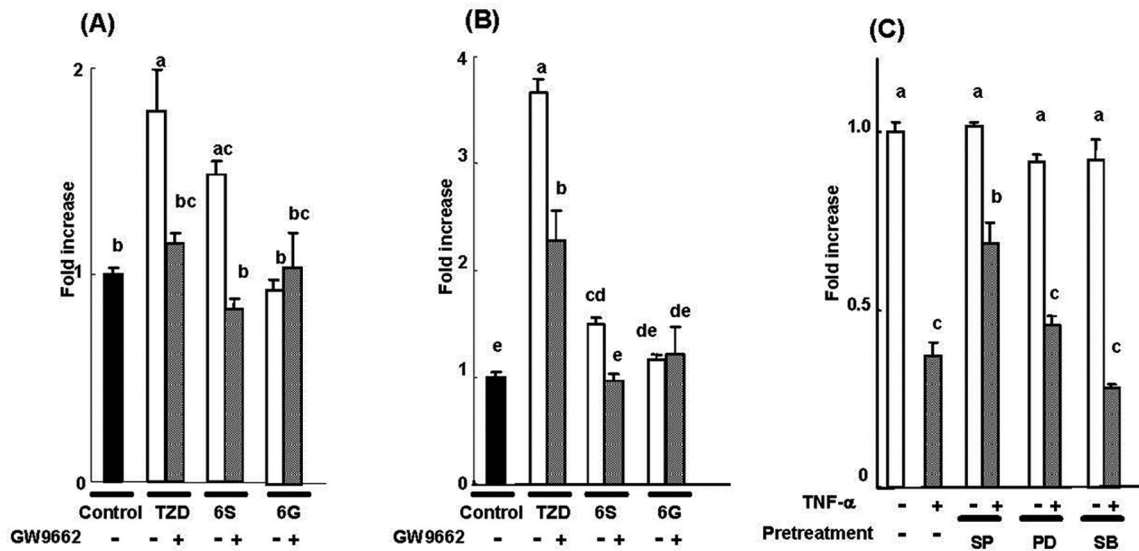 (A)
Fold increase
2
1
0
b
a
bc
ac
b
b
bc
Control TZD 6S 6G
GW9662 - - + - + - +
(B)
Fold increase
4
3
4
1
0
e
a
b
cd
e
de
de
Control TZD 6S 6G
GW9662 - - + - + - +
(C)
Fold increase
1.0
0.5
0
a
c
a
b
a
c
a
c
TNF-α - + - + - + - +
Pretreatment SP PD SB